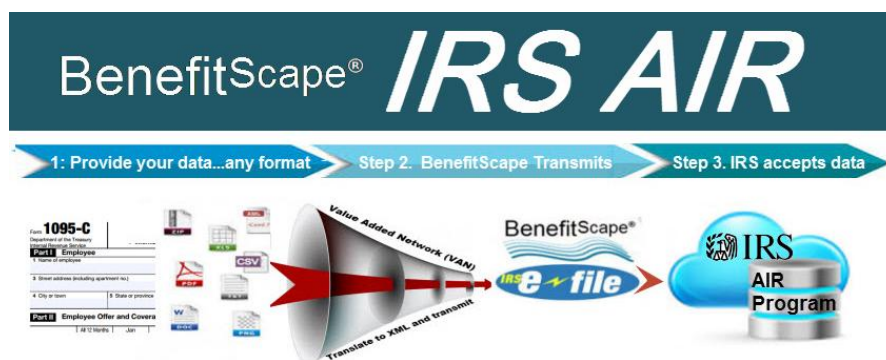 BenefitScape® IRS AIR
1: Provide your data...any format
Step 2. BenefitScape Transmits
Step 3. IRS accepts data
Form 1095-C
Department of the Treasury
Internal Revenue Service
Part I Employee
1 Name of employee
3 Street address (including apartment no.)
4 City or town
5 State or province
Part II Employee Offer and Covera
All 12 Months
Jan
ZIP
XLS
XML
CSV
PDF
TXT
W
DOC
PNG
Value Added Network (VAN)
Translate to XML and transmit
BenefitScape®
IRS e file
IRS
AIR
Program